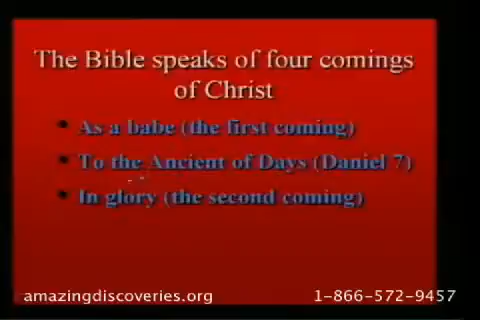 The Bible speaks of four comings
of Christ
• As a babe (the first coming)
• To the Ancient of Days (Daniel 7)
• In glory (the second coming)
amazingdiscoveries.org 1-866-572-9457